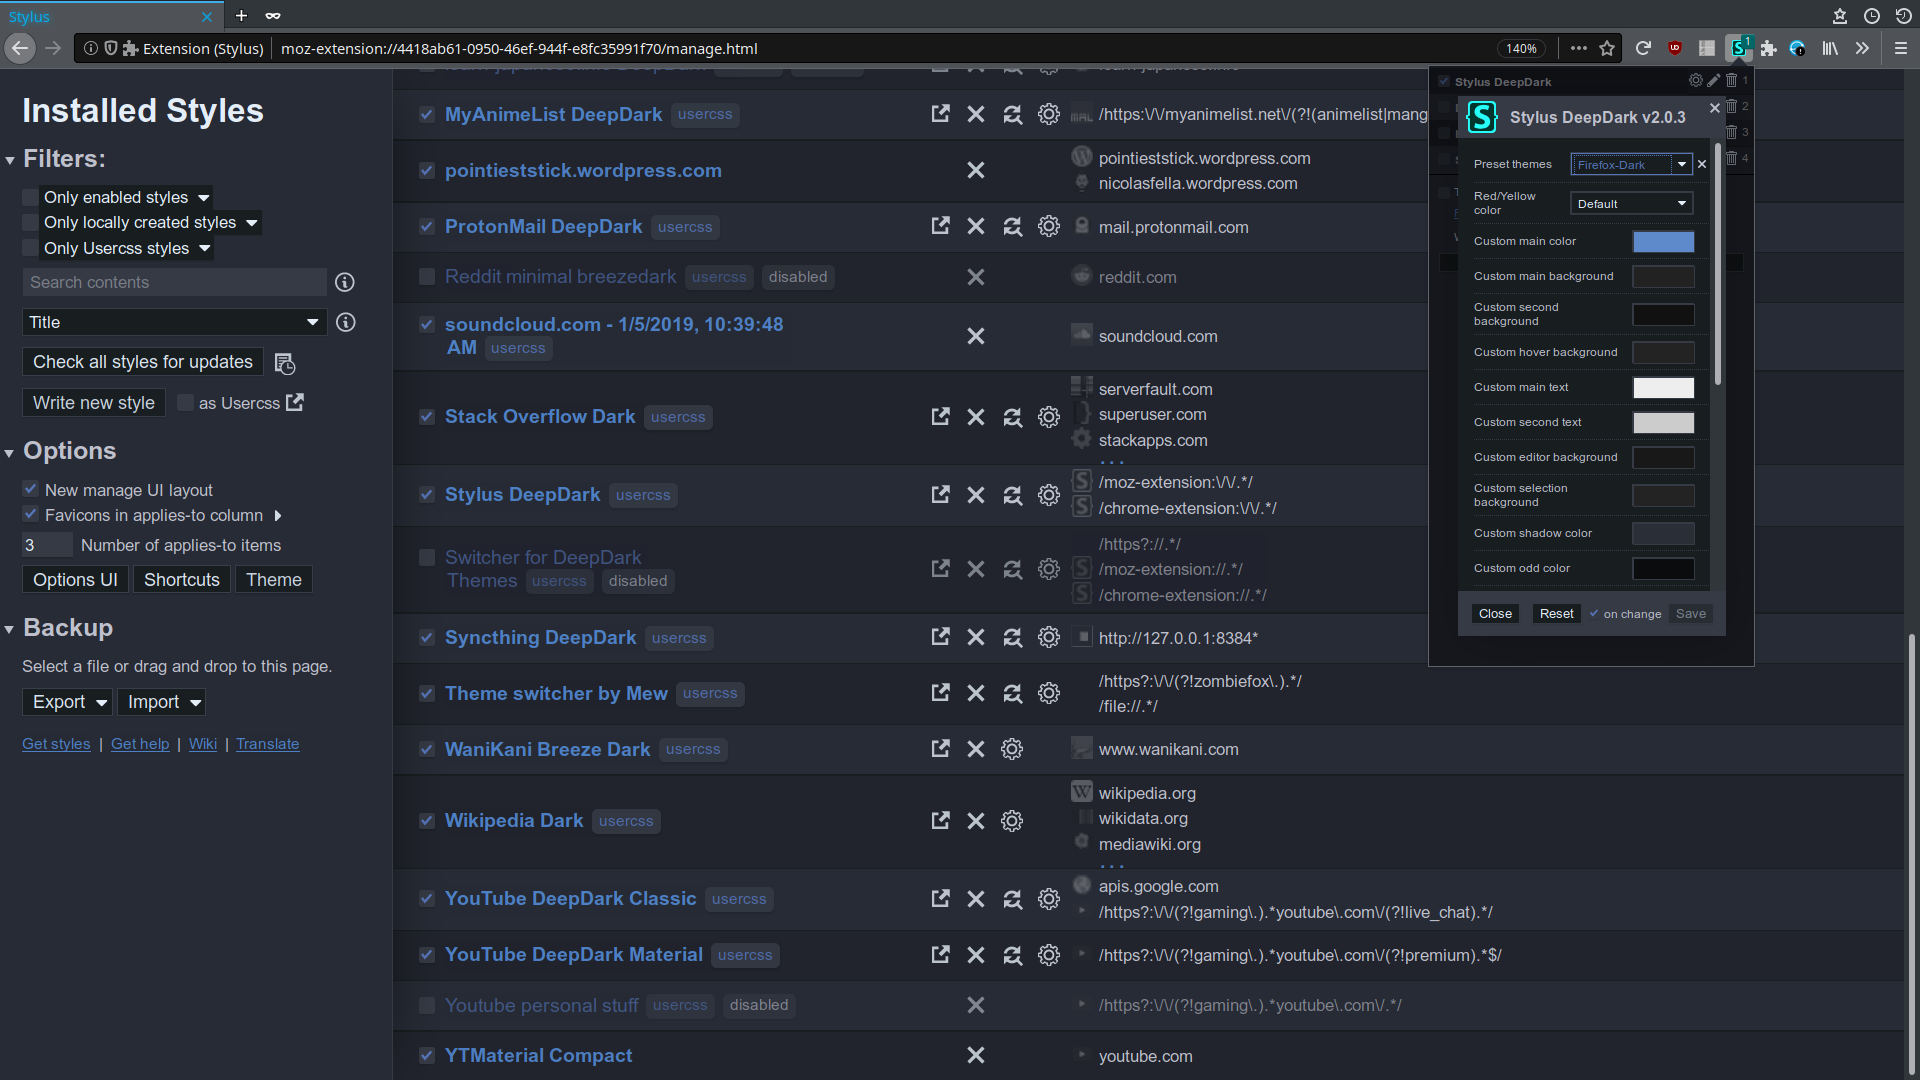 Stylus
Extension (Stylus)
moz-extension://4418ab61-0950-46ef-944f-e8fc35991f70/manage.html
140%
1
Installed Styles
Filters:
Only enabled styles
Only locally created styles
Only Usercss styles
Search contents
Title
Check all styles for updates
Write new style
as Usercss
Options
New manage UI layout
Favicons in applies-to column
3 Number of applies-to items
Options UI
Shortcuts
Theme
Backup
Select a file or drag and drop to this page.
Export
Import
Get styles | Get help | Wiki | Translate
MyAnimeList DeepDark usercss
/https:\/\/myanimelist.net\/(?!(animelist|mang
pointieststick.wordpress.com
pointieststick.wordpress.com
nicolasfella.wordpress.com
ProtonMail DeepDark usercss
mail.protonmail.com
Reddit minimal breezedark usercss disabled
reddit.com
soundcloud.com - 1/5/2019, 10:39:48
AM usercss
soundcloud.com
Stack Overflow Dark usercss
serverfault.com
superuser.com
stackapps.com
...
Stylus DeepDark usercss
/moz-extension:\/\/.*/
/chrome-extension:\/\/.*/
Switcher for DeepDark
Themes usercss disabled
/https?://.*/
/moz-extension://.*/
/chrome-extension://.*/
Syncthing DeepDark usercss
http://127.0.0.1:8384*
Theme switcher by Mew usercss
/https?:\/\/(?!zombiefox\.).*/
/file://.*/
WaniKani Breeze Dark usercss
www.wanikani.com
Wikipedia Dark usercss
wikipedia.org
wikidata.org
mediawiki.org
...
YouTube DeepDark Classic usercss
apis.google.com
/https?:\/\/(?!gaming\.).*youtube\.com\/(?!live_chat).*/
YouTube DeepDark Material usercss
/https?:\/\/(?!gaming\.).*youtube\.com\/(?!premium).*$/
Youtube personal stuff usercss disabled
/https?:\/\/(?!gaming\.).*youtube\.com\/.*/
YTMaterial Compact
youtube.com
Stylus DeepDark
1
2
3
4
Stylus DeepDark v2.0.3
Preset themes
Firefox-Dark
Red/Yellow
color
Default
Custom main color
Custom main background
Custom second
background
Custom hover background
Custom main text
Custom second text
Custom editor background
Custom selection
background
Custom shadow color
Custom odd color
Close
Reset
on change
Save